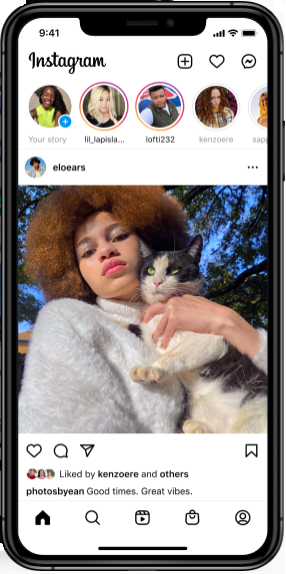 9:41
Instagram
Your story lil_lapisla... lofti232 kenzoere sapp
eloears
Liked by kenzoere and others
photosbyean Good times. Great vibes.